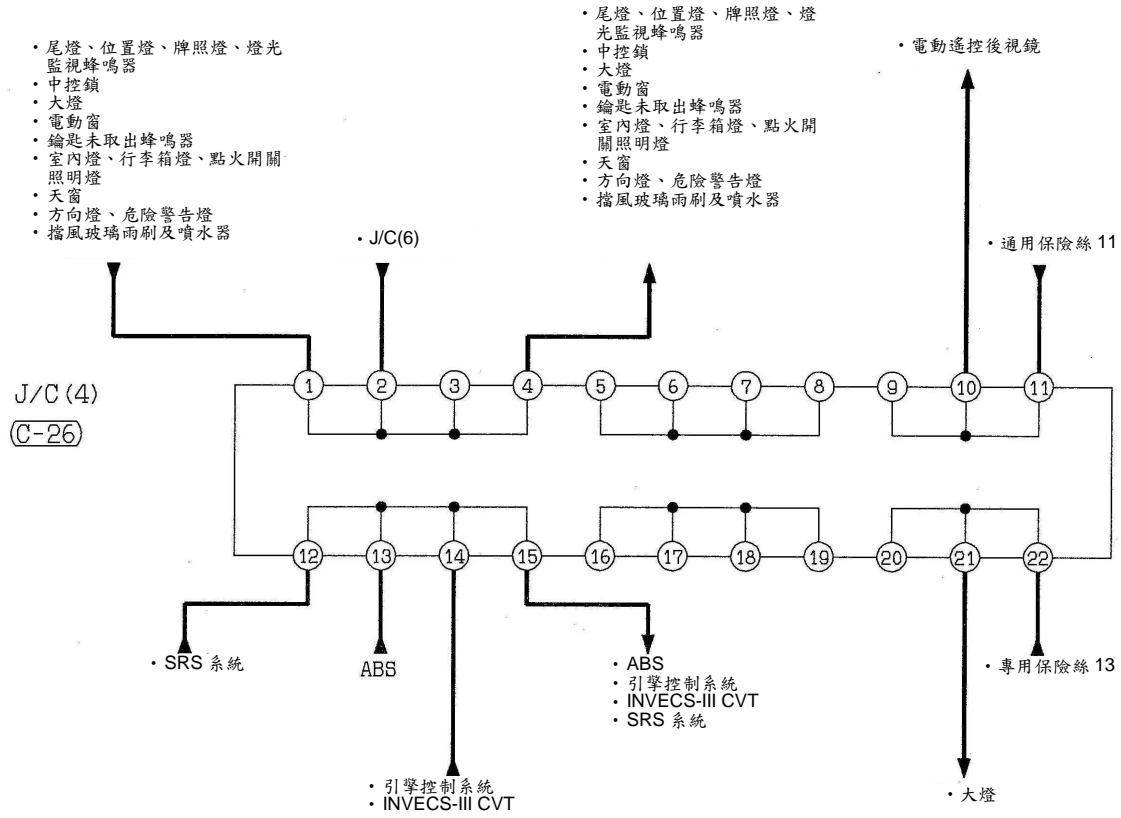 ・尾燈、位置燈、牌照燈、燈光
監視蜂鳴器
・中控鎖
・大燈
・電動窗
・鑰匙未取出蜂鳴器
・室內燈、行李箱燈、點火開關
照明燈
・天窗
・方向燈、危險警告燈
・擋風玻璃雨刷及噴水器
・J/C(6)
・尾燈、位置燈、牌照燈、燈
光監視蜂鳴器
・中控鎖
・大燈
・電動窗
・鑰匙未取出蜂鳴器
・室內燈、行李箱燈、點火開
關照明燈
・天窗
・方向燈、危險警告燈
・擋風玻璃雨刷及噴水器
・電動遙控後視鏡
・通用保險絲 11
J/C (4)
C-26
1 2 3 4 5 6 7 8 9 10 11
12 13 14 15 16 17 18 19 20 21 22
・SRS 系統
ABS
・引擎控制系統
・INVECS-III CVT
・ABS
・引擎控制系統
・INVECS-III CVT
・SRS 系統
・大燈
・專用保險絲 13